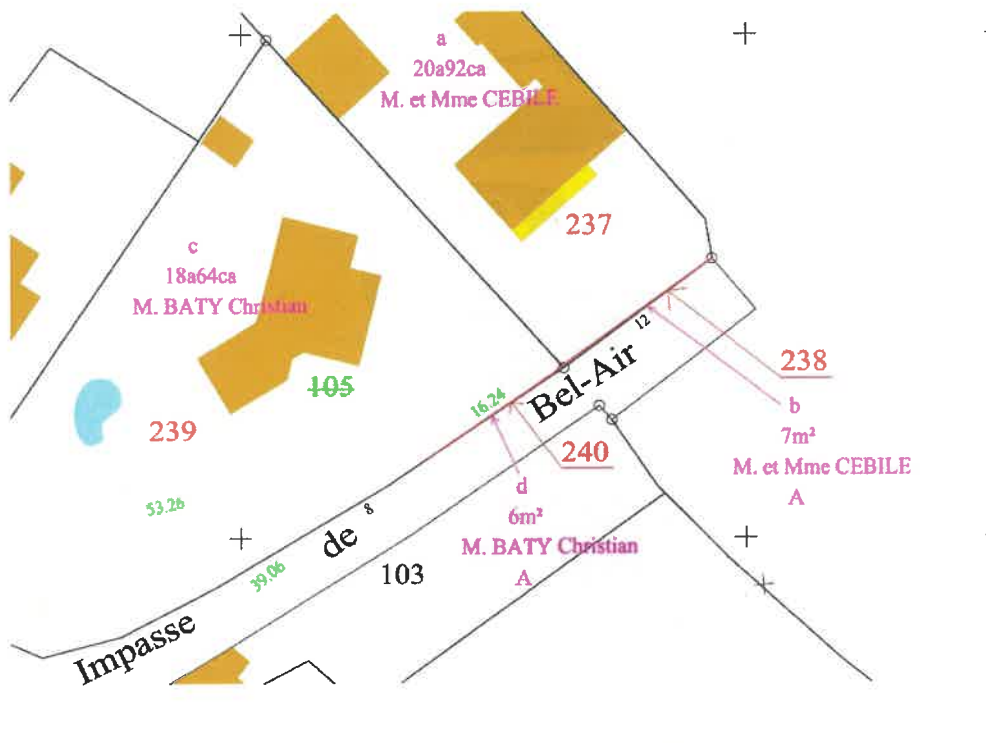 a
20a92ca
M. et Mme CEBILE
237
c
18a64ca
M. BATY Christian
105
239
16.24
Bel-Air
12
238
b
7m²
M. et Mme CEBILE
A
240
d
6m²
M. BATY Christian
A
53.26
8
de
39.06
103
Impasse